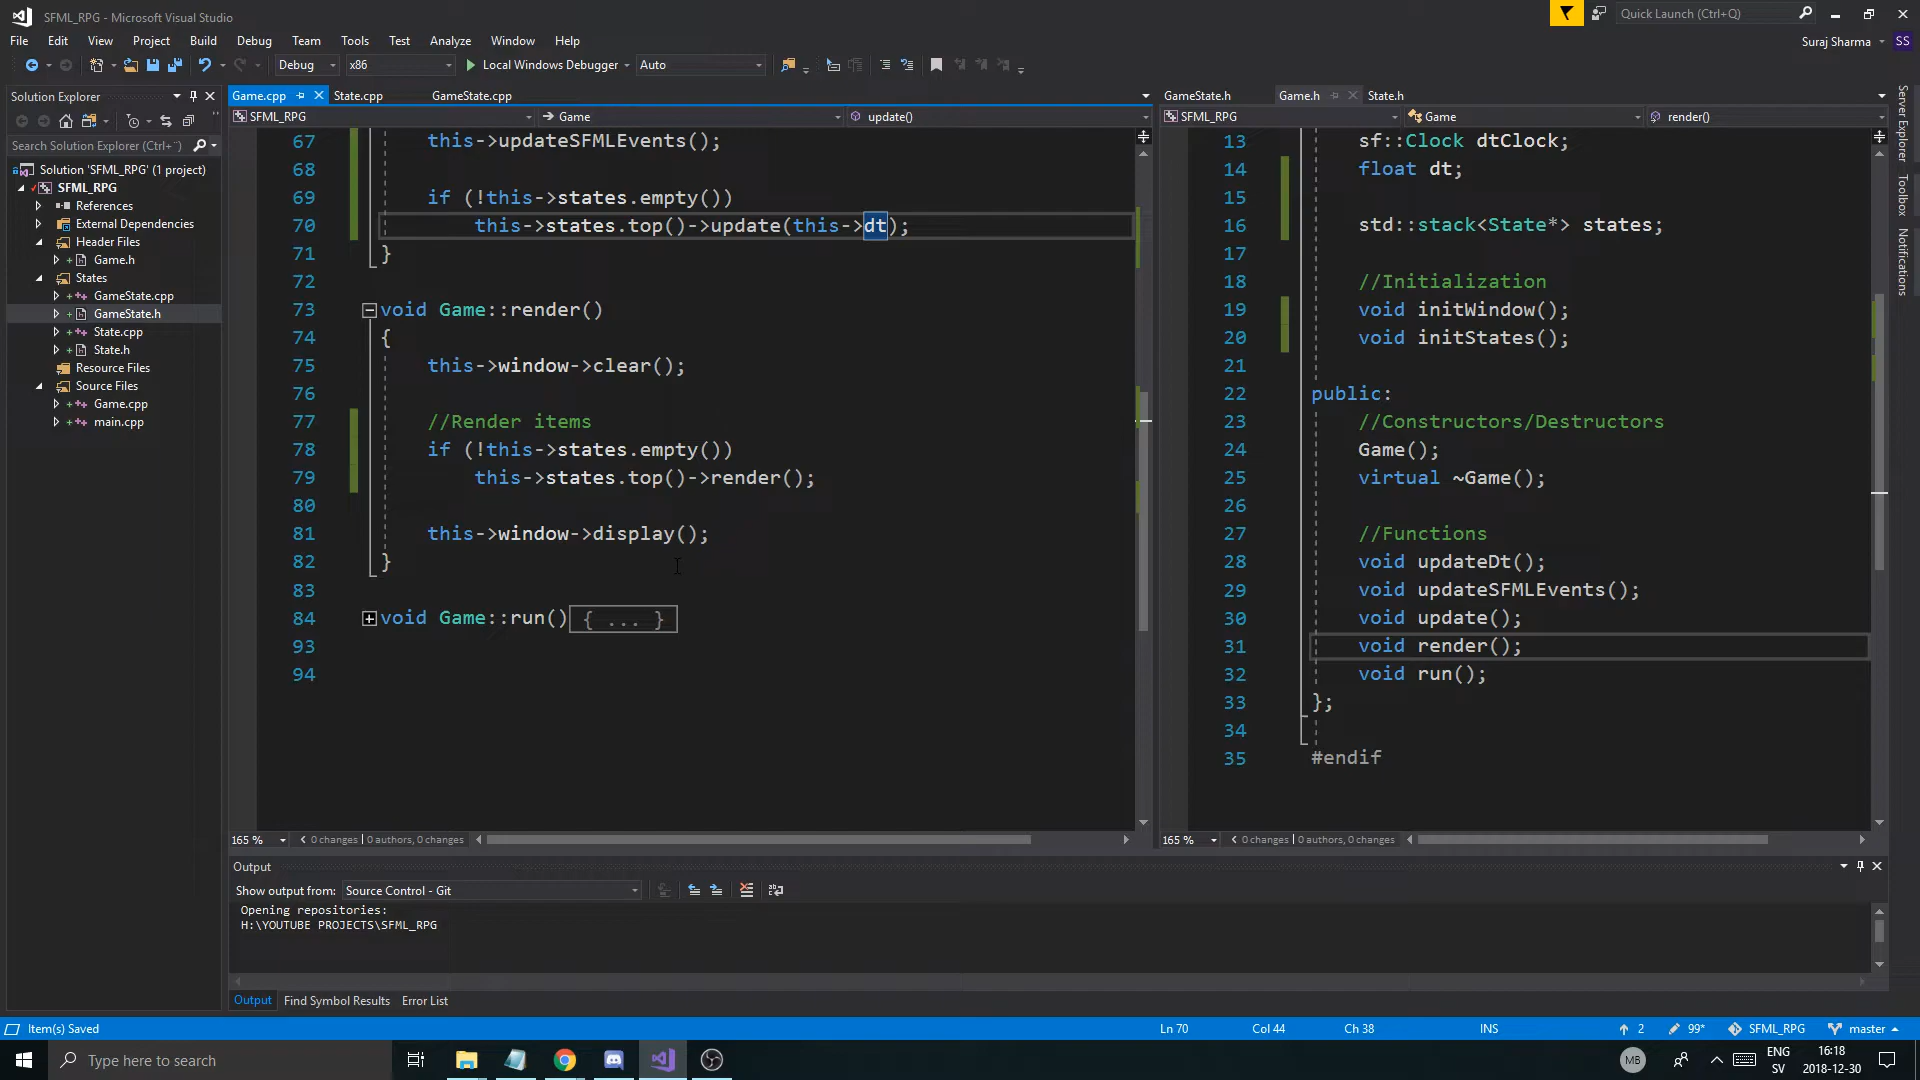 SFML_RPG - Microsoft Visual Studio
Quick Launch (Ctrl+Q)
File Edit View Project Build Debug Team Tools Test Analyze Window Help
Suraj Sharma SS
Debug x86 Local Windows Debugger Auto
Solution Explorer
Search Solution Explorer (Ctrl+¨)
Solution 'SFML_RPG' (1 project)
SFML_RPG
References
External Dependencies
Header Files
Game.h
States
GameState.cpp
GameState.h
State.cpp
State.h
Resource Files
Source Files
Game.cpp
main.cpp
Game.cpp State.cpp GameState.cpp
SFML_RPG Game update()
67 this->updateSFMLEvents();
68
69 if (!this->states.empty())
70 this->states.top()->update(this->dt);
71 }
72
73 void Game::render()
74 {
75 this->window->clear();
76
77 //Render items
78 if (!this->states.empty())
79 this->states.top()->render();
80
81 this->window->display();
82 }
83
84 void Game::run(){ ... }
93
94
165 % 0 changes | 0 authors, 0 changes
GameState.h Game.h State.h
SFML_RPG Game render()
13 sf::Clock dtClock;
14 float dt;
15
16 std::stack<State*> states;
17
18 //Initialization
19 void initWindow();
20 void initStates();
21
22 public:
23 //Constructors/Destructors
24 Game();
25 virtual ~Game();
26
27 //Functions
28 void updateDt();
29 void updateSFMLEvents();
30 void update();
31 void render();
32 void run();
33 };
34
35 #endif
165 % 0 changes | 0 authors, 0 changes
Server Explorer
Toolbox
Notifications
Output
Show output from: Source Control - Git
Opening repositories:
H:\YOUTUBE PROJECTS\SFML_RPG
Output Find Symbol Results Error List
Item(s) Saved Ln 70 Col 44 Ch 38 INS 2 99* SFML_RPG master
Type here to search
MB
ENG
SV
16:18
2018-12-30